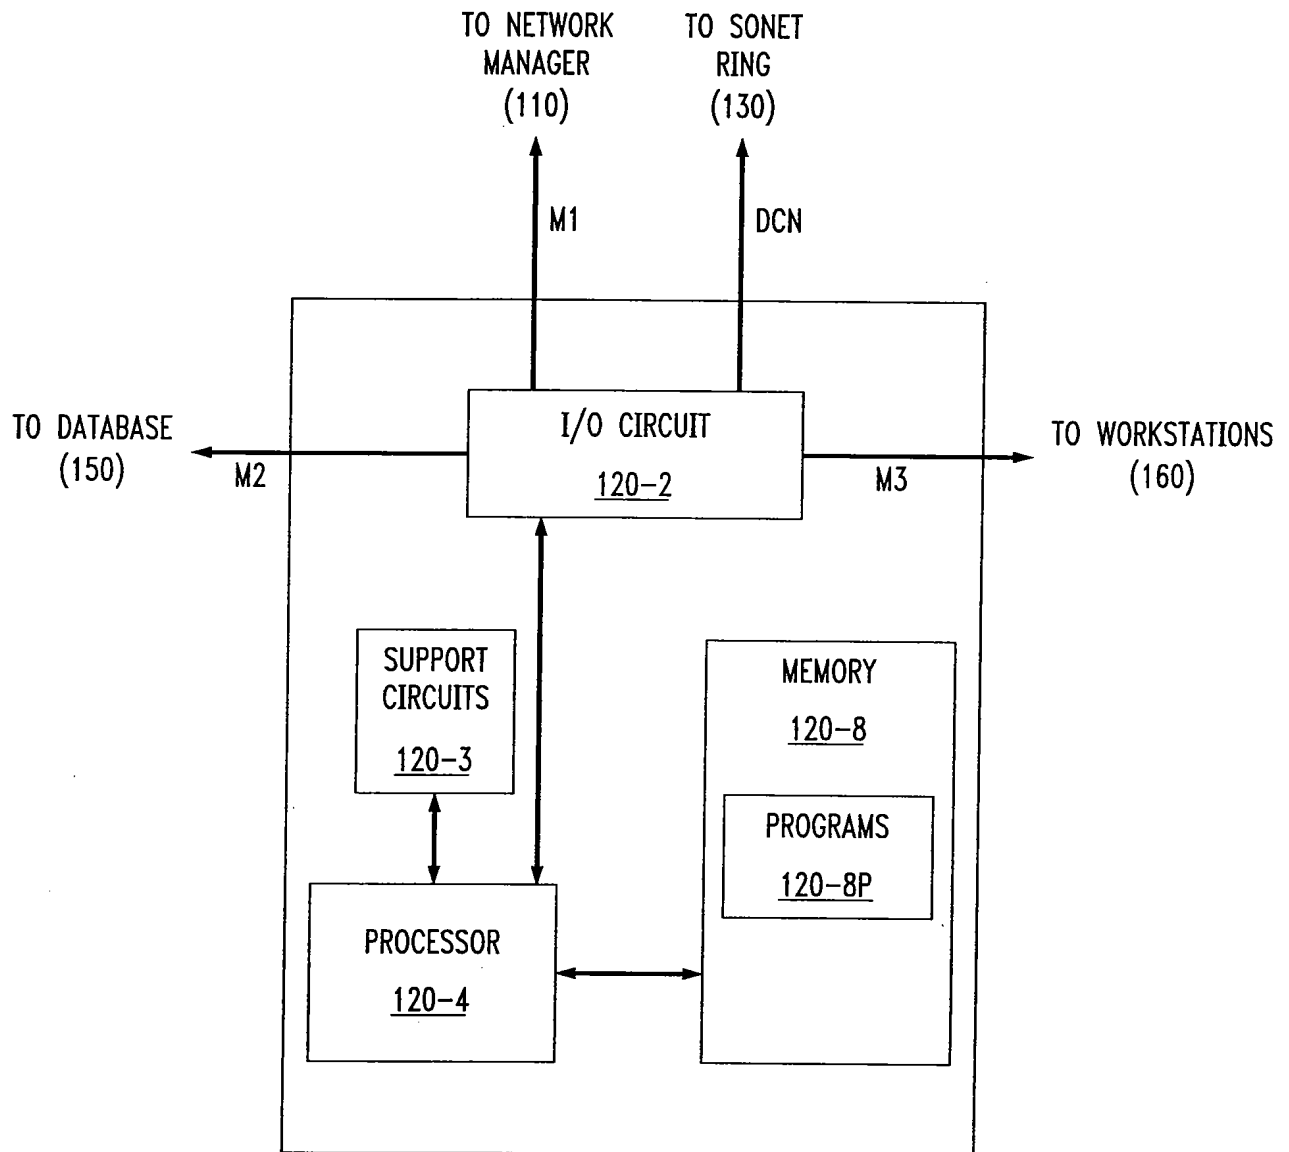 TO NETWORK
MANAGER
(110)
TO SONET
RING
(130)
M1
DCN
TO DATABASE
(150)
M2
I/O CIRCUIT
120-2
M3
TO WORKSTATIONS
(160)
SUPPORT
CIRCUITS
120-3
MEMORY
120-8
PROGRAMS
120-8P
PROCESSOR
120-4